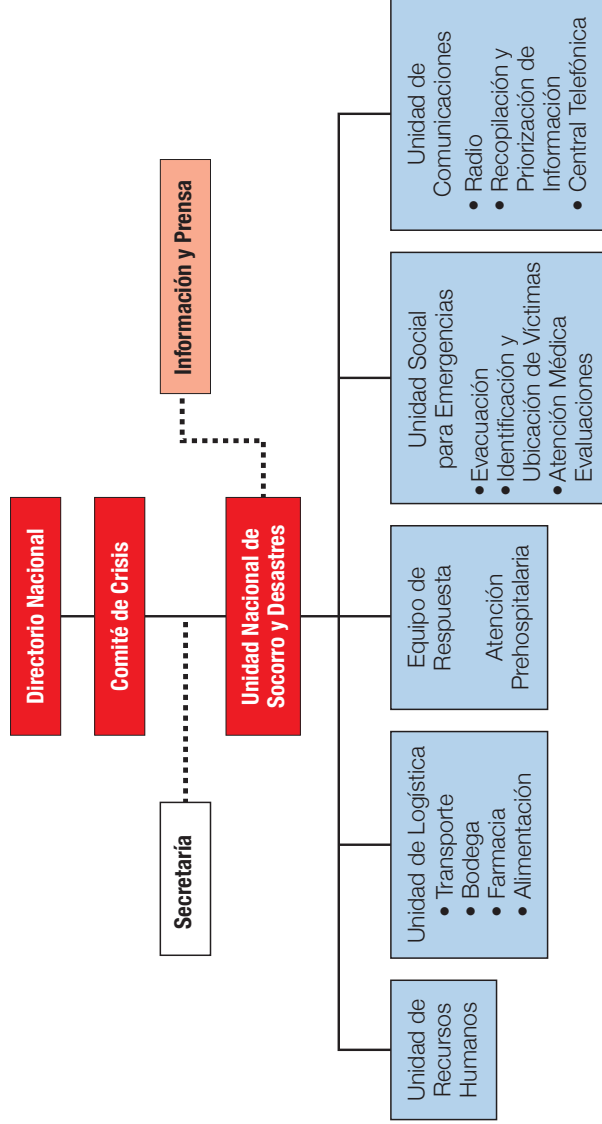 Directorio Nacional
Comité de Crisis
Secretaría
Información y Prensa
Unidad Nacional de
Socorro y Desastres
Unidad de
Recursos
Humanos
Unidad de Logística
• Transporte
• Bodega
• Farmacia
• Alimentación
Equipo de
Respuesta
Atención
Prehospitalaria
Unidad Social
para Emergencias
• Evacuación
• Identificación y
Ubicación de Víctimas
• Atención Médica
Evaluaciones
Unidad de
Comunicaciones
• Radio
• Recopilación y
Priorización de
Información
• Central Telefónica